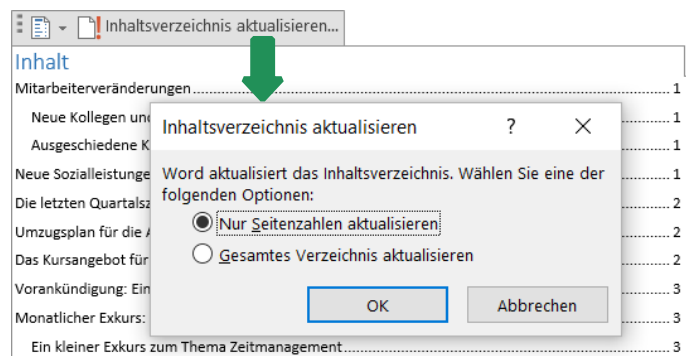 Inhaltsverzeichnis aktualisieren...
Inhalt
Mitarbeiterveränderungen 1
Neue Kollegen und 1
Inhaltsverzeichnis aktualisieren ? ×
Ausgeschiedene K 1
Neue Sozialleistunge 1
Word aktualisiert das Inhaltsverzeichnis. Wählen Sie eine der
folgenden Optionen:
Die letzten Quartalsz 2
Nur Seitenzahlen aktualisieren
Umzugsplan für die 2
Gesamtes Verzeichnis aktualisieren
Das Kursangebot für 2
Vorankündigung: Ein 3
OK Abbrechen
Monatlicher Exkurs: 3
Ein kleiner Exkurs zum Thema Zeitmanagement 3